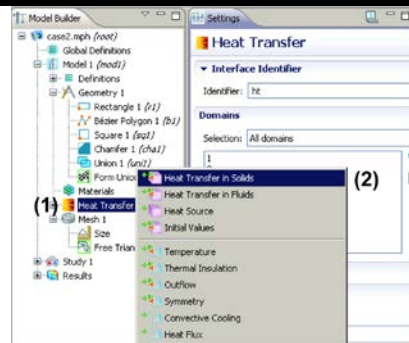 Model Builder
Settings
case2.mph (root)
Global Definitions
Model 1 (mod1)
Definitions
Geometry 1
Rectangle 1 (r1)
Bézier Polygon 1 (b1)
Square 1 (sq1)
Chamfer 1 (cha1)
Union 1 (uni1)
Form Union
Materials
(1)
Heat Transfer
Mesh 1
Size
Free Trian
Study 1
Results
Heat Transfer
Interface Identifier
Identifier: ht
Domains
Selection: All domains
1
Heat Transfer in Solids
(2)
Heat Transfer in Fluids
Heat Source
Initial Values
Temperature
Thermal Insulation
Outflow
Symmetry
Convective Cooling
Heat Flux